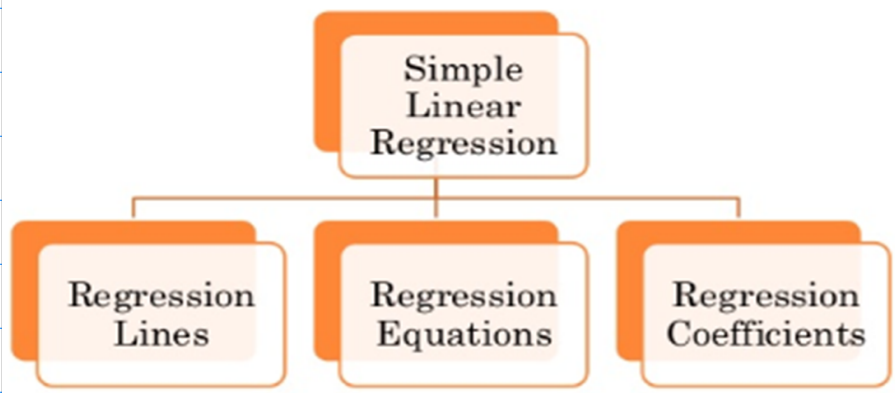 Simple
Linear
Regression
Regression
Lines
Regression
Equations
Regression
Coefficients